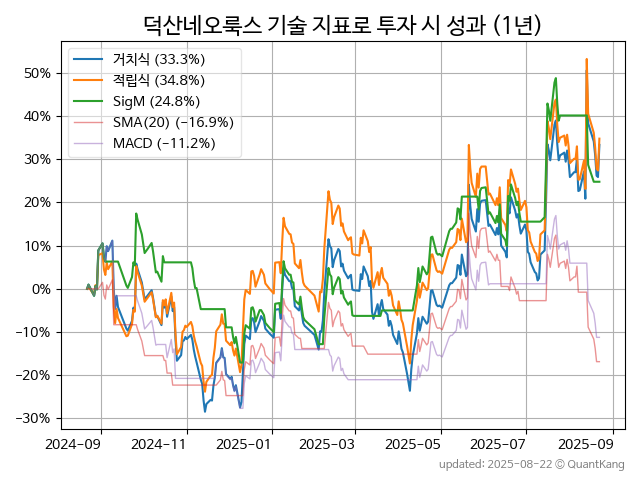 덕산네오룩스 기술 지표로 투자 시 성과 (1년)
거치식 (33.3%)
적립식 (34.8%)
SigM (24.8%)
SMA(20) (−16.9%)
MACD (−11.2%)
50%
40%
30%
20%
10%
0%
−10%
−20%
−30%
2024-09 2024-11 2025-01 2025-03 2025-05 2025-07 2025-09
updated: 2025-08-22 © QuantKang